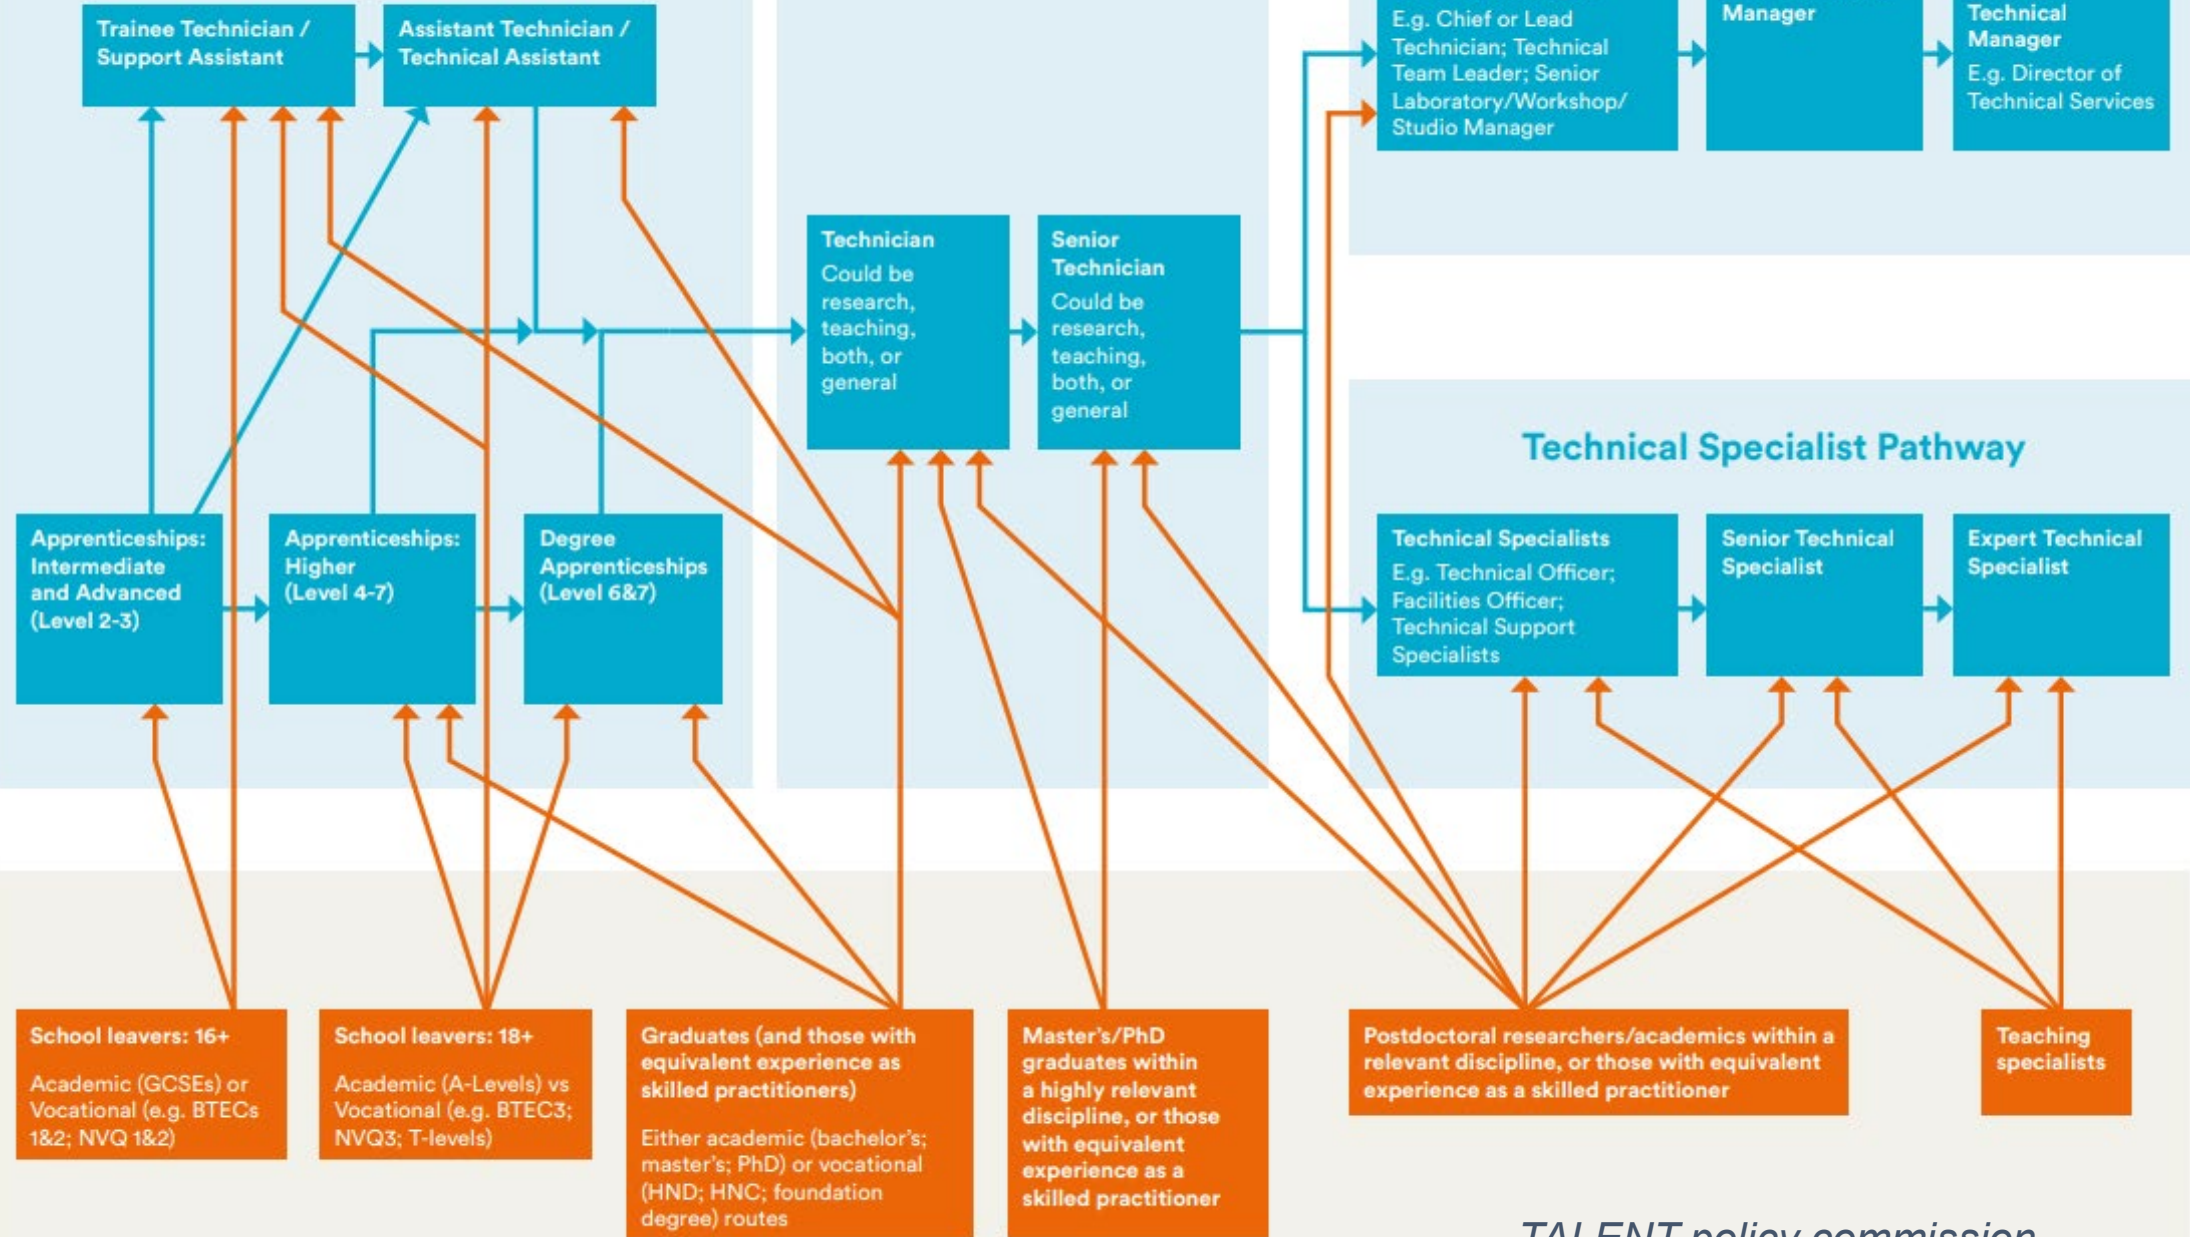 Trainee Technician /
Support Assistant
Assistant Technician /
Technical Assistant
E.g. Chief or Lead
Technician; Technical
Team Leader; Senior
Laboratory/Workshop/
Studio Manager
Manager
Technical
Manager
E.g. Director of
Technical Services
Technician
Could be
research,
teaching,
both, or
general
Senior
Technician
Could be
research,
teaching,
both, or
general
Technical Specialist Pathway
Apprenticeships:
Intermediate
and Advanced
(Level 2-3)
Apprenticeships:
Higher
(Level 4-7)
Degree
Apprenticeships
(Level 6&7)
Technical Specialists
E.g. Technical Officer;
Facilities Officer;
Technical Support
Specialists
Senior Technical
Specialist
Expert Technical
Specialist
School leavers: 16+
Academic (GCSEs) or
Vocational (e.g. BTECs
1&2; NVQ 1&2)
School leavers: 18+
Academic (A-Levels) vs
Vocational (e.g. BTEC3;
NVQ3; T-levels)
Graduates (and those with
equivalent experience as
skilled practitioners)
Either academic (bachelor's;
master's; PhD) or vocational
(HND; HNC; foundation
degree) routes
Master's/PhD
graduates within
a highly relevant
discipline, or those
with equivalent
experience as a
skilled practitioner
Postdoctoral researchers/academics within a
relevant discipline, or those with equivalent
experience as a skilled practitioner
Teaching
specialists
TALENT policy commission